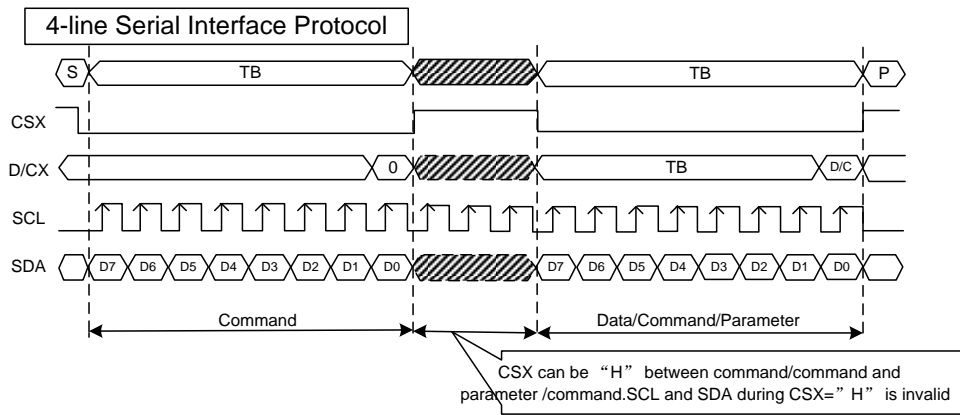 4-line Serial Interface Protocol
S TB TB P
CSX
D/CX 0 TB D/C
SCL
SDA D7 D6 D5 D4 D3 D2 D1 D0 D7 D6 D5 D4 D3 D2 D1 D0
Command Data/Command/Parameter
CSX can be “H” between command/command and
parameter /command.SCL and SDA during CSX=”H” is invalid